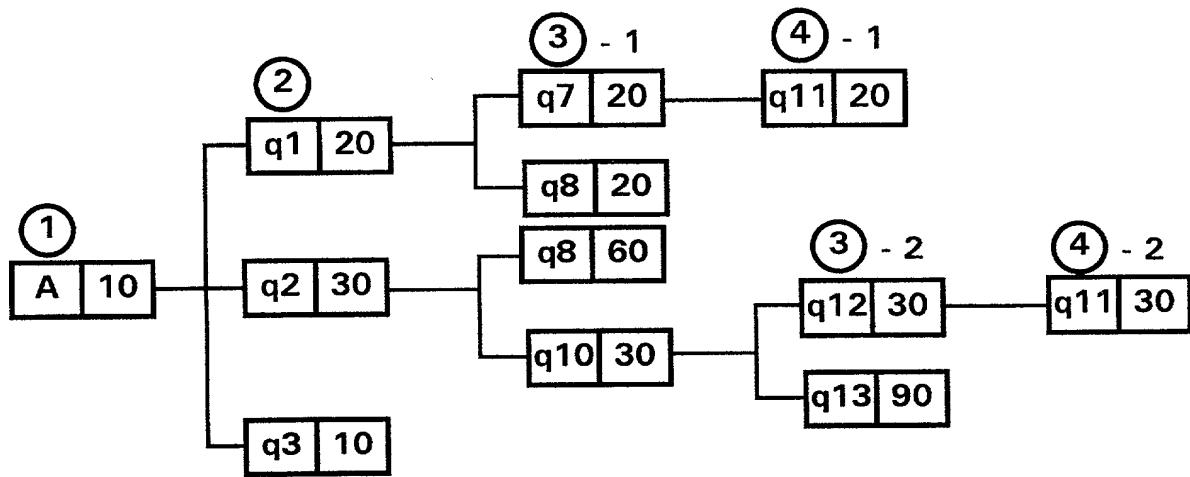 ③ - 1
④ - 1
②
q7 20
q11 20
q1 20
q8 20
①
③ - 2
④ - 2
q8 60
A 10
q2 30
q12 30
q11 30
q10 30
q13 90
q3 10